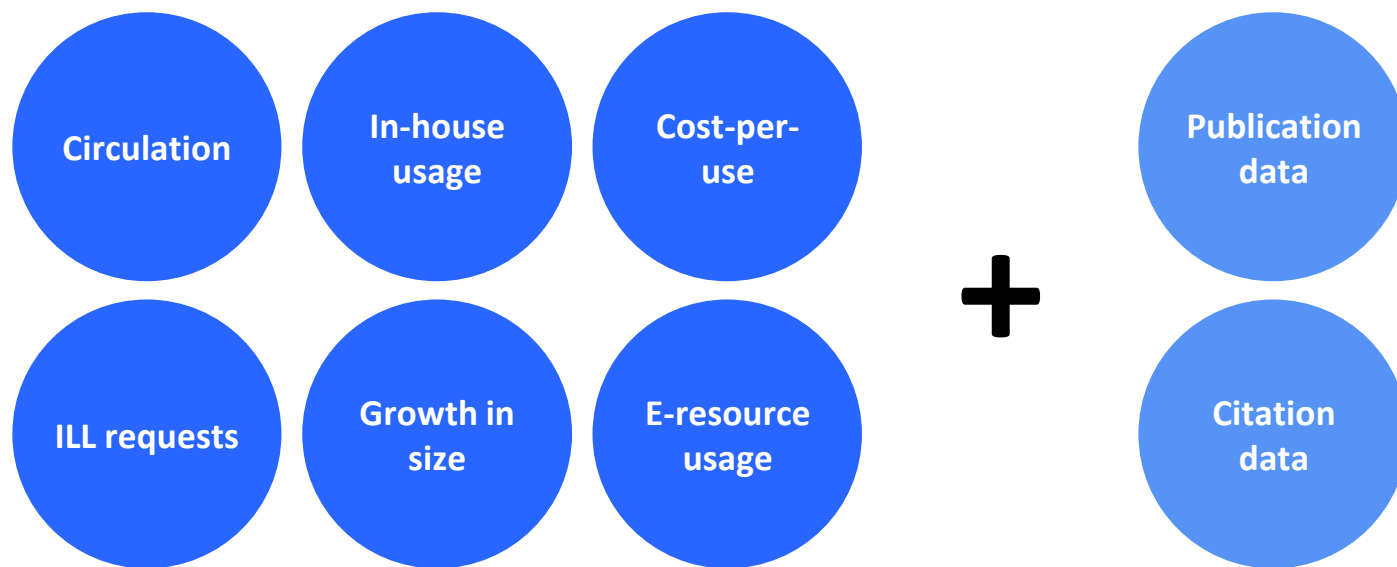 Circulation
In-house
usage
Cost-per-
use
Publication
data
+
ILL requests
Growth in
size
E-resource
usage
Citation
data